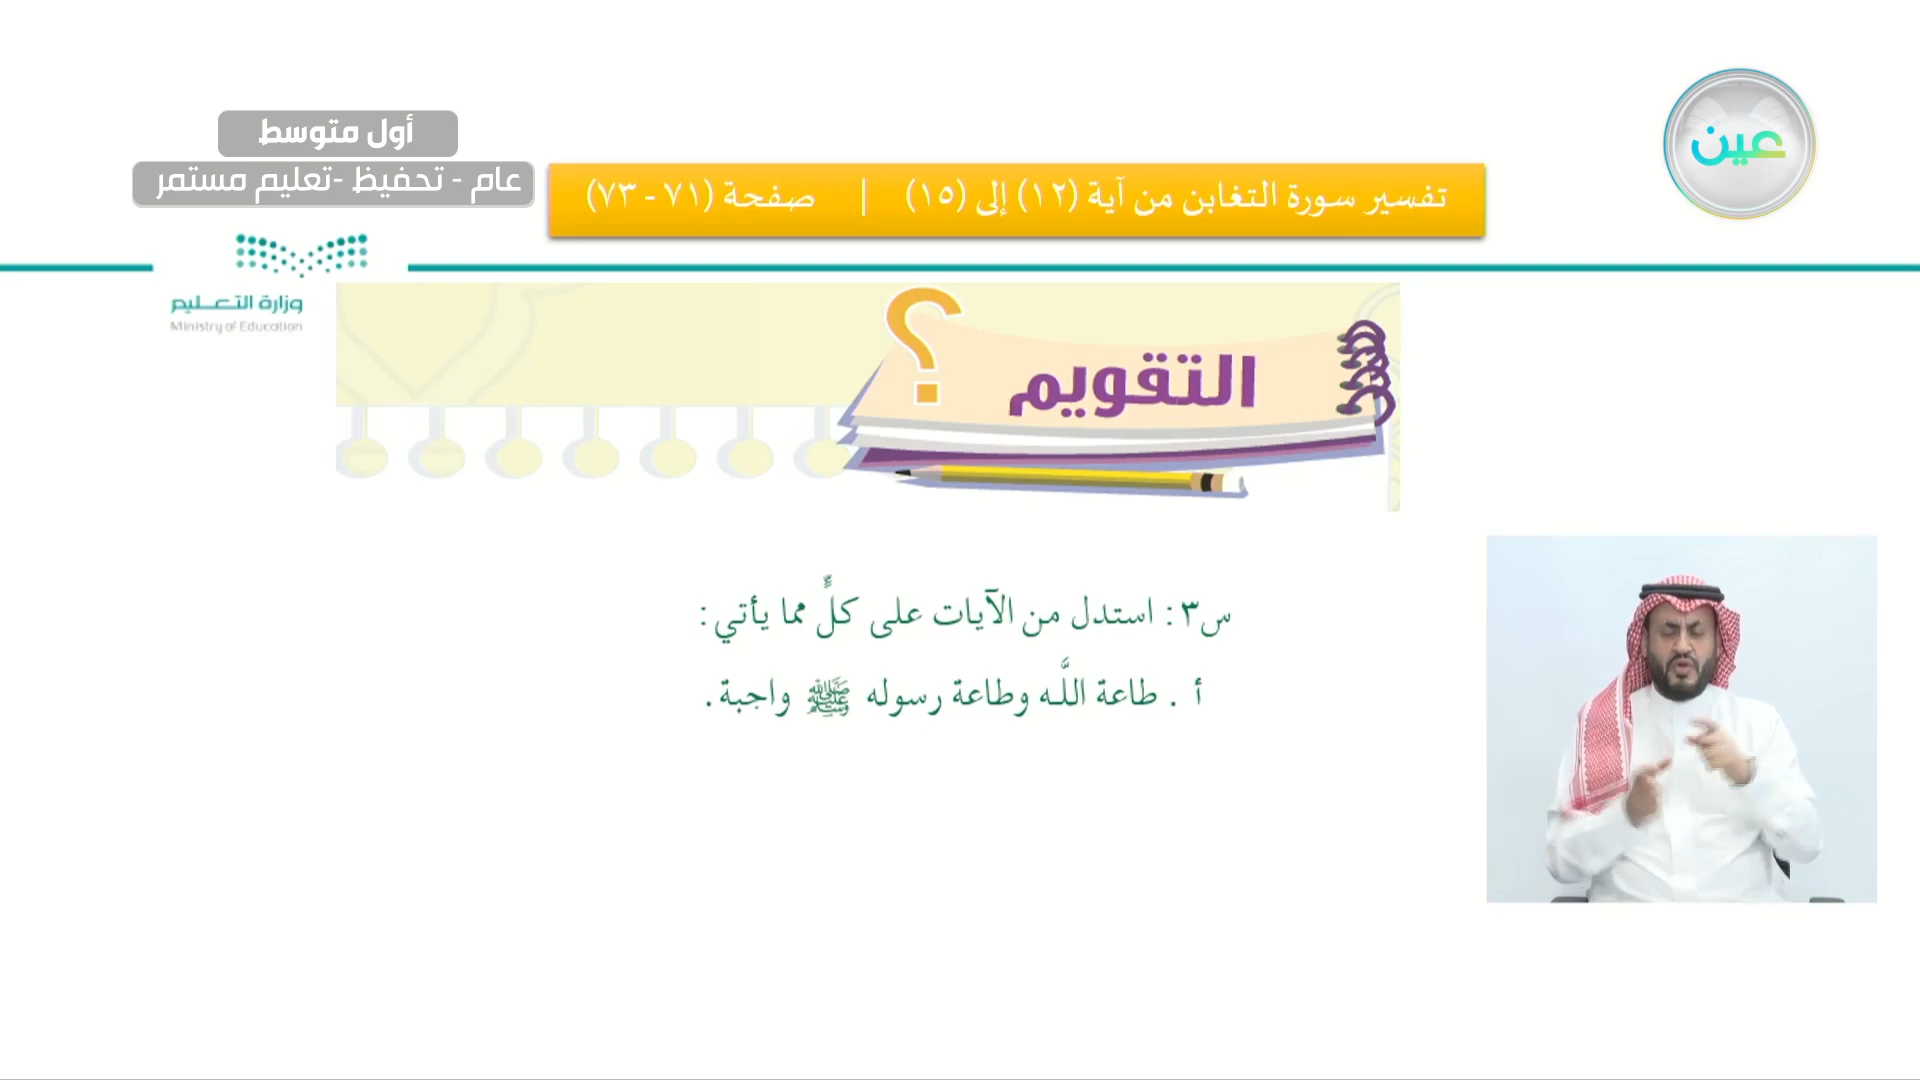 عين
أول متوسط
عام - تحفيظ -تعليم مستمر
تفسير سورة التغابن من آية (١٢) إلى (١٥) | صفحة (٧١ - ٧٣)
وزارة التعليم
Ministry of Education
التقويم ؟
س٣: استدل من الآيات على كلٍّ مما يأتي:
أ . طاعة اللَّه وطاعة رسوله ﷺ واجبة.